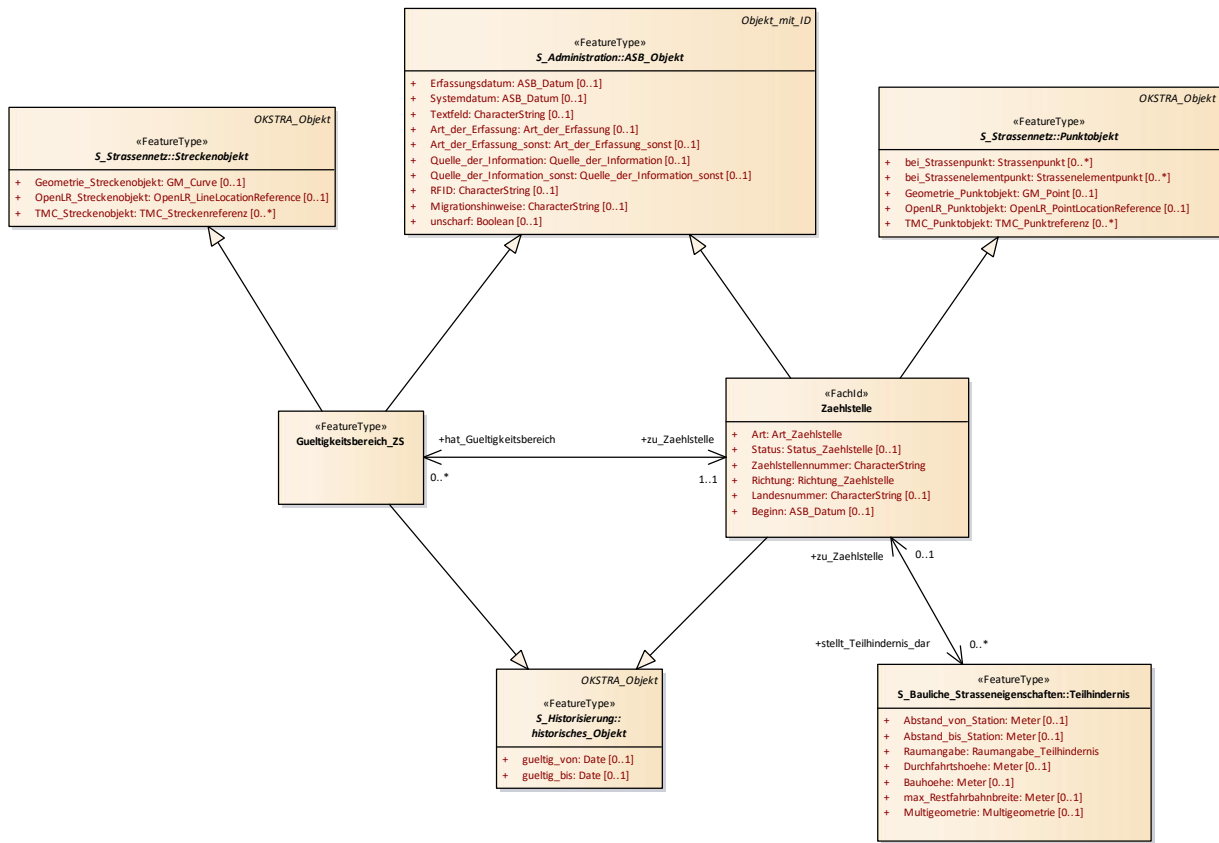 Objekt_mit_ID
«FeatureType»
S_Administration::ASB_Objekt
+ Erfassungsdatum: ASB_Datum [0..1]
+ Systemdatum: ASB_Datum [0..1]
+ Textfeld: CharacterString [0..1]
+ Art_der_Erfassung: Art_der_Erfassung [0..1]
+ Art_der_Erfassung_sonst: Art_der_Erfassung_sonst [0..1]
+ Quelle_der_Information: Quelle_der_Information [0..1]
+ Quelle_der_Information_sonst: Quelle_der_Information_sonst [0..1]
+ RFID: CharacterString [0..1]
+ Migrationshinweise: CharacterString [0..1]
+ unscharf: Boolean [0..1]
OKSTRA_Objekt
«FeatureType»
S_Strassennetz::Streckenobjekt
+ Geometrie_Streckenobjekt: GM_Curve [0..1]
+ OpenLR_Streckenobjekt: OpenLR_LineLocationReference [0..1]
+ TMC_Streckenobjekt: TMC_Streckenreferenz [0..*]
OKSTRA_Objekt
«FeatureType»
S_Strassennetz::Punktobjekt
+ bei_Strassenpunkt: Strassenpunkt [0..*]
+ bei_Strassenelementpunkt: Strassenelementpunkt [0..*]
+ Geometrie_Punktobjekt: GM_Point [0..1]
+ OpenLR_Punktobjekt: OpenLR_PointLocationReference [0..1]
+ TMC_Punktobjekt: TMC_Punktreferenz [0..*]
«FeatureType»
Gueltigkeitsbereich_ZS
+hat_Gueltigkeitsbereich
0..*
+zu_Zaehlstelle
1..1
«FachId»
Zaehlstelle
+ Art: Art_Zaehlstelle
+ Status: Status_Zaehlstelle [0..1]
+ Zaehlstellennummer: CharacterString
+ Richtung: Richtung_Zaehlstelle
+ Landesnummer: CharacterString [0..1]
+ Beginn: ASB_Datum [0..1]
+zu_Zaehlstelle
0..1
+stellt_Teilhindernis_dar
0..*
OKSTRA_Objekt
«FeatureType»
S_Historisierung::
historisches_Objekt
+ gueltig_von: Date [0..1]
+ gueltig_bis: Date [0..1]
«FeatureType»
S_Bauliche_Strasseneigenschaften::Teilhindernis
+ Abstand_von_Station: Meter [0..1]
+ Abstand_bis_Station: Meter [0..1]
+ Raumangabe: Raumangabe_Teilhindernis
+ Durchfahrtshoehe: Meter [0..1]
+ Bauhoehe: Meter [0..1]
+ max_Restfahrbahnbreite: Meter [0..1]
+ Multigeometrie: Multigeometrie [0..1]